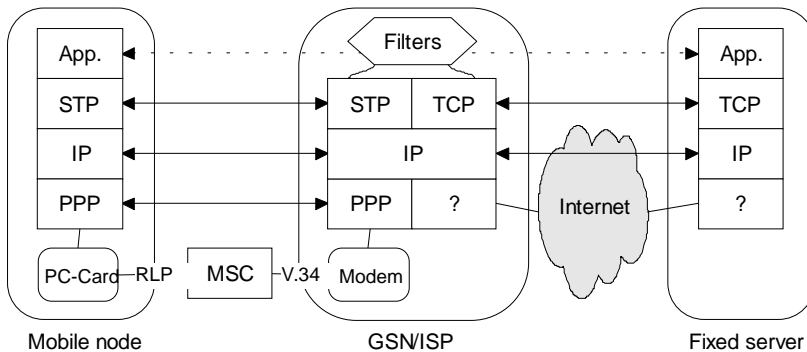 Filters
App.
App.
STP
STP
TCP
TCP
IP
IP
IP
PPP
PPP
?
Internet
?
PC-Card
RLP
MSC
V.34
Modem
Mobile node
GSN/ISP
Fixed server